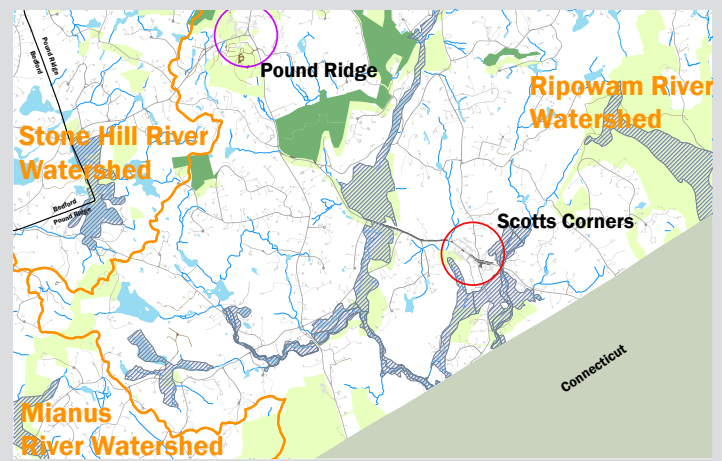 Pound Ridge
Bedford
Pound Ridge
Ripowam River
Watershed
Stone Hill River
Watershed
Bedford
Pound Ridge
Scotts Corners
Connecticut
Mianus
River Watershed